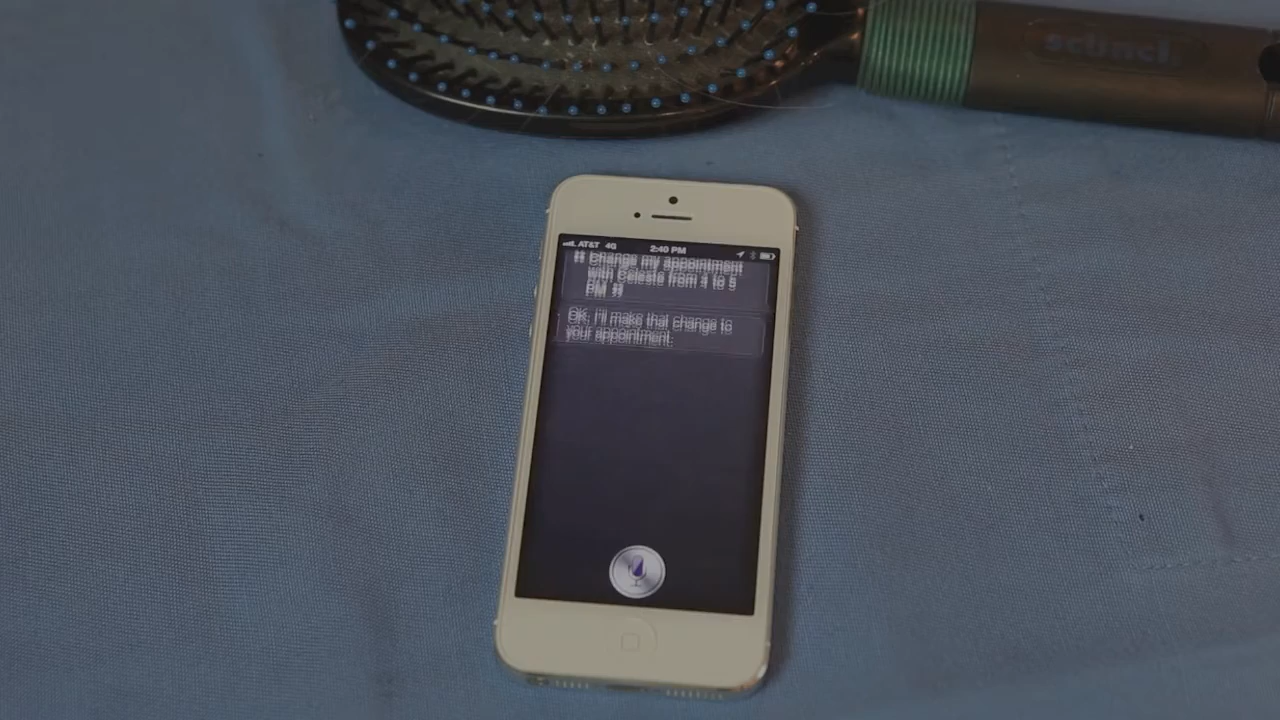 scünci
AT&T 4G 2:40 PM
"Change my appointment
with Celeste from 4 to 5
PM"
OK, I'll make that change to
your appointment.